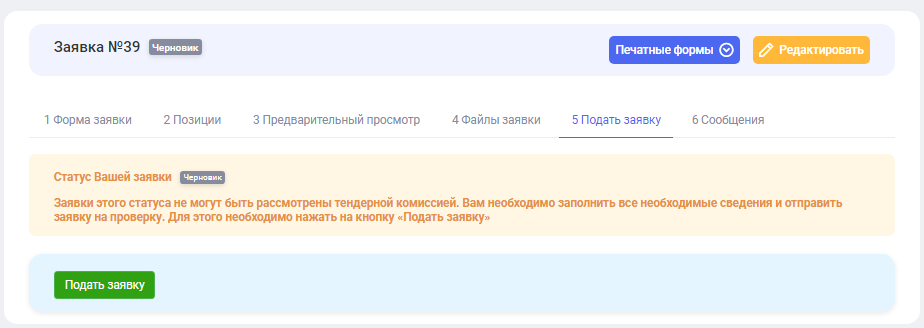 Заявка №39 Черновик
Печатные формы Редактировать
1 Форма заявки 2 Позиции 3 Предварительный просмотр 4 Файлы заявки 5 Подать заявку 6 Сообщения
Статус Вашей заявки Черновик
Заявки этого статуса не могут быть рассмотрены тендерной комиссией. Вам необходимо заполнить все необходимые сведения и отправить
заявку на проверку. Для этого необходимо нажать на кнопку «Подать заявку»
Подать заявку